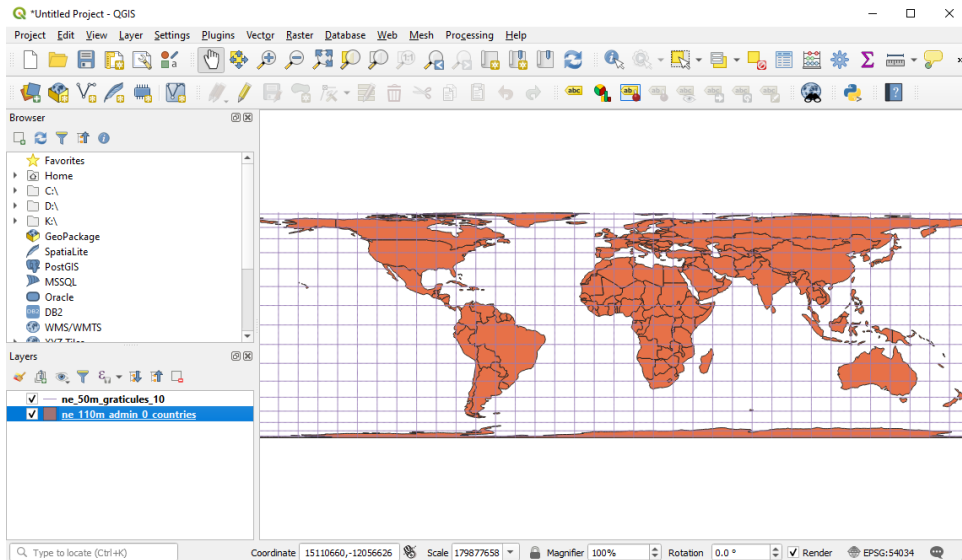 *Untitled Project - QGIS
Project Edit View Layer Settings Plugins Vector Raster Database Web Mesh Processing Help
Browser
Favorites
Home
C:\
D:\
K:\
GeoPackage
SpatiaLite
PostGIS
MSSQL
Oracle
DB2
WMS/WMTS
Layers
ne_50m_graticules_10
ne_110m_admin_0_countries
Type to locate (Ctrl+K) Coordinate 15110660,-12056626 Scale 179877658 Magnifier 100% Rotation 0.0 ° Render EPSG:54034